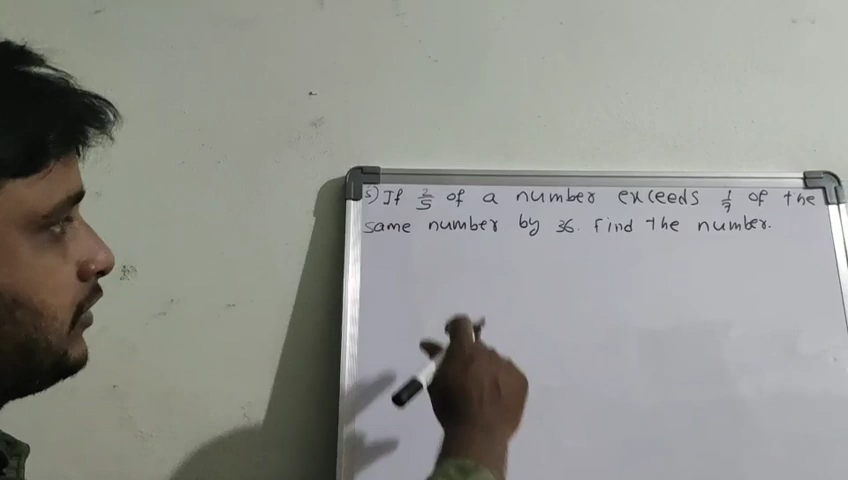 5) If 2/5 of a number exceeds 1/7 of the
same number by 36. Find the number.